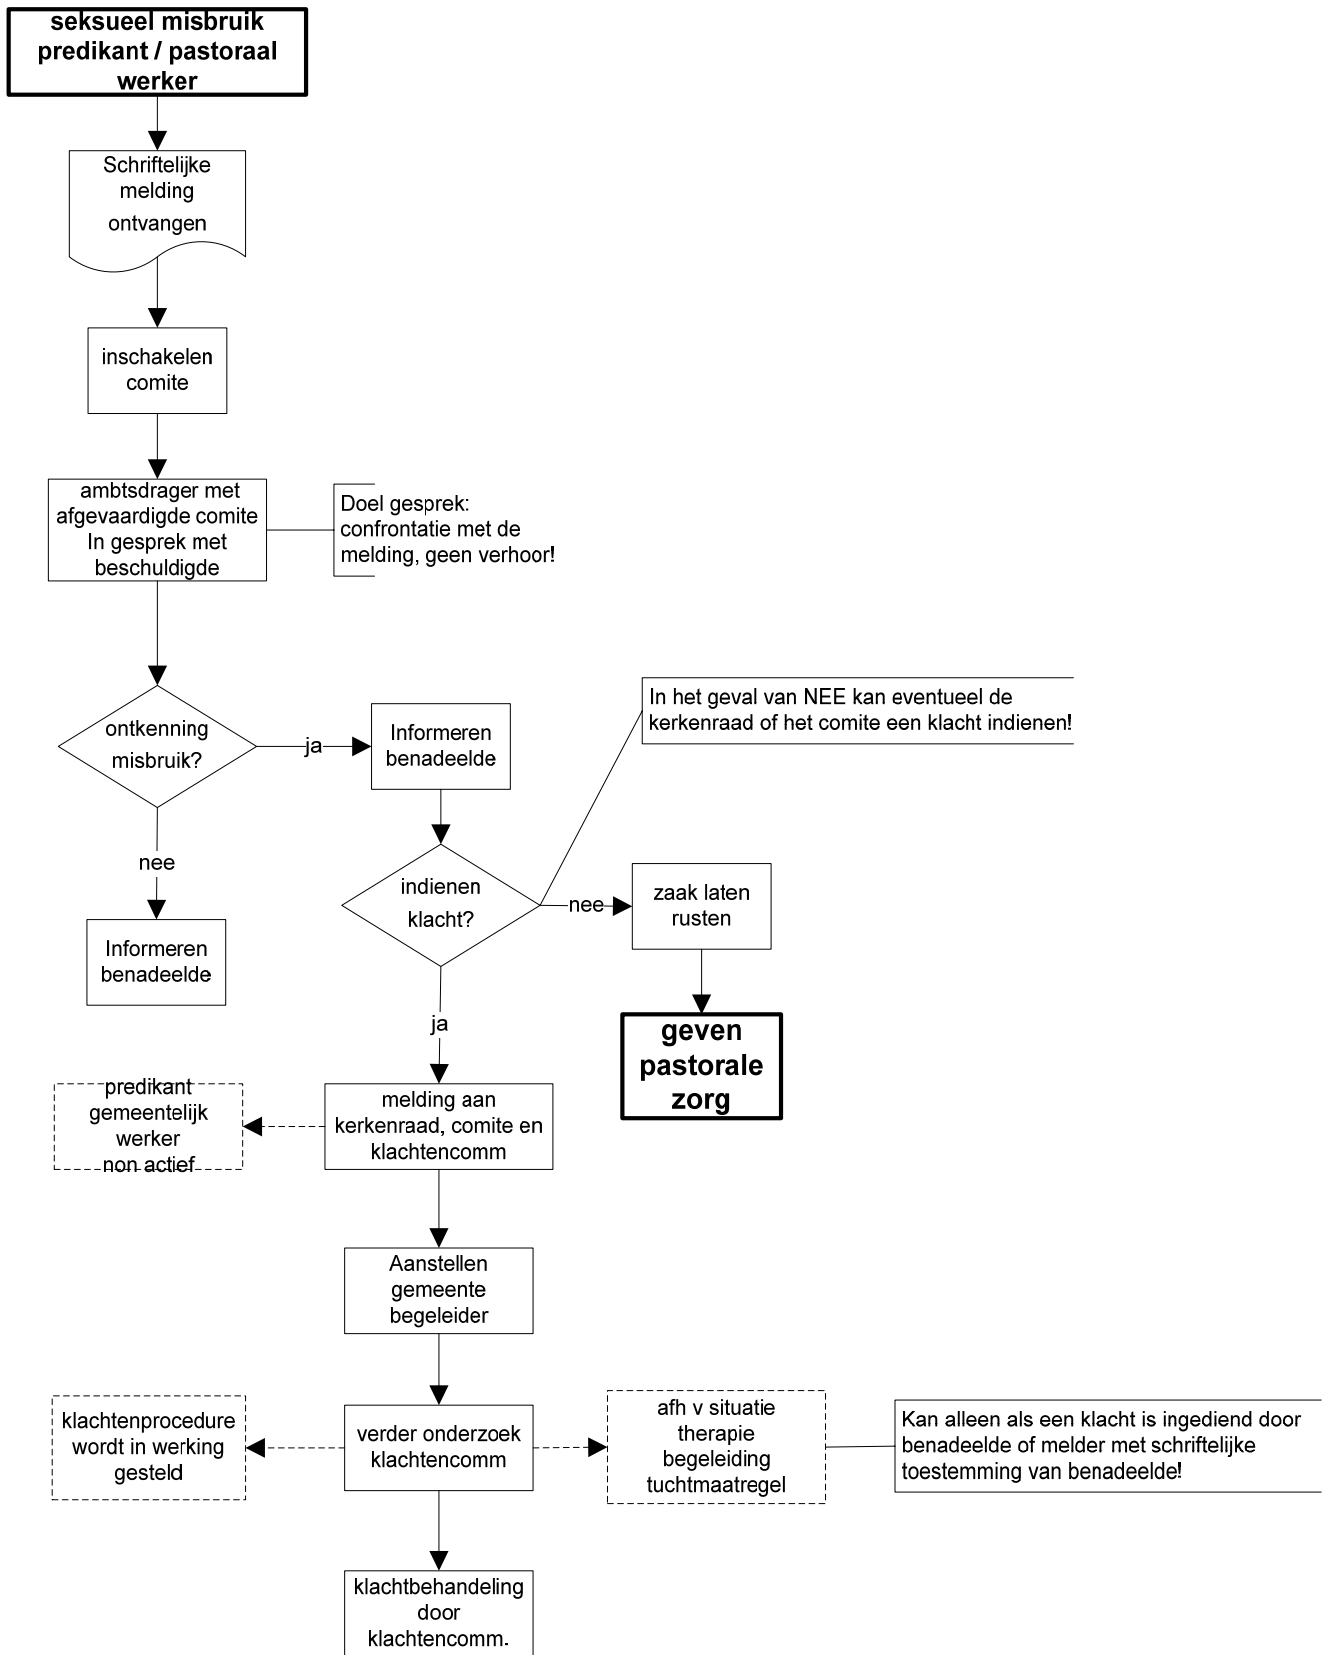 seksueel misbruik
predikant / pastoraal
werker
Schriftelijke
melding
ontvangen
inschakelen
comite
ambtsdrager met
afgevaardigde comite
In gesprek met
beschuldigde
Doel gesprek:
confrontatie met de
melding, geen verhoor!
ontkenning
misbruik?
ja
Informeren
benadeelde
In het geval van NEE kan eventueel de
kerkenraad of het comite een klacht indienen!
nee
Informeren
benadeelde
indienen
klacht?
nee
zaak laten
rusten
geven
pastorale
zorg
ja
melding aan
kerkenraad, comite en
klachtencomm
predikant
gemeentelijk
werker
non actief
Aanstellen
gemeente
begeleider
klachtenprocedure
wordt in werking
gesteld
verder onderzoek
klachtencomm
afh v situatie
therapie
begeleiding
tuchtmaatregel
Kan alleen als een klacht is ingediend door
benadeelde of melder met schriftelijke
toestemming van benadeelde!
klachtbehandeling
door
klachtencomm.